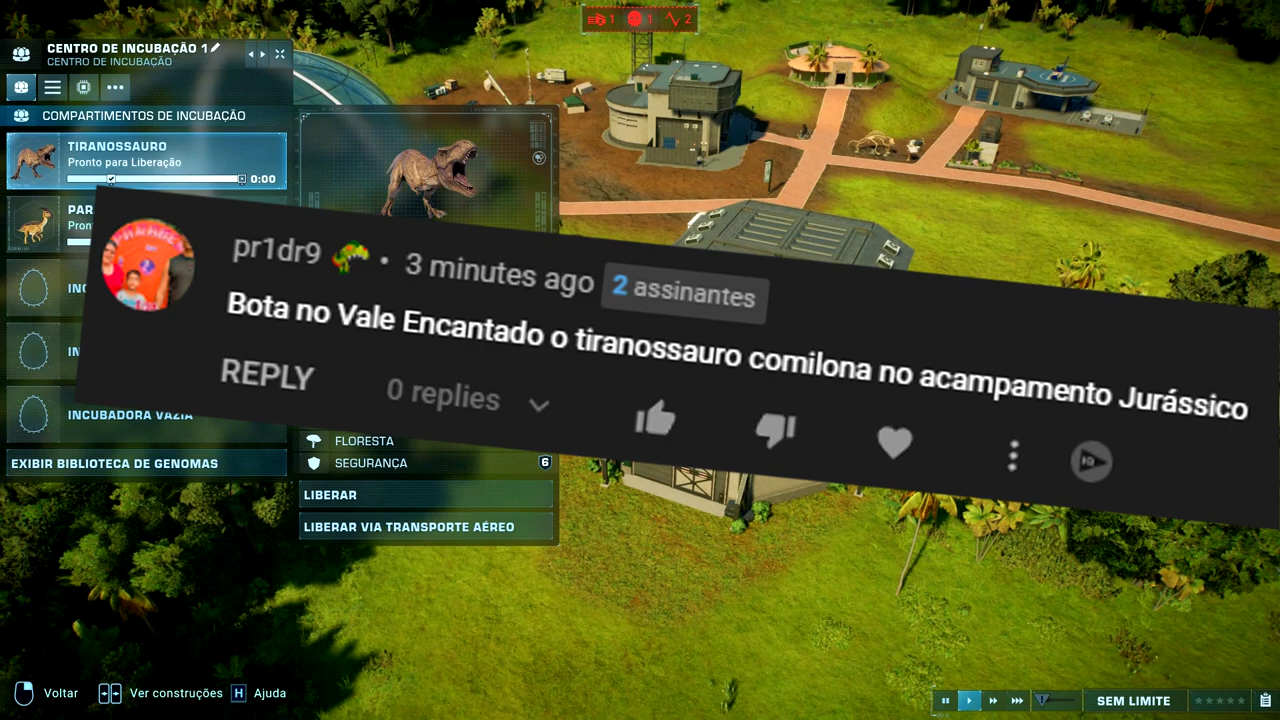 1 1 2
CENTRO DE INCUBAÇÃO 1
CENTRO DE INCUBAÇÃO
COMPARTIMENTOS DE INCUBAÇÃO
TIRANOSSAURO
Pronto para Liberação
0:00
PAR
Pron
pr1dr9 • 3 minutes ago 2 assinantes
Bota no Vale Encantado o tiranossauro comilona no acampamento Jurássico
REPLY
0 replies
INC
IN
INCUBADORA VAZIA
FLORESTA
SEGURANÇA 6
EXIBIR BIBLIOTECA DE GENOMAS
LIBERAR
LIBERAR VIA TRANSPORTE AÉREO
Voltar
Ver construções
H Ajuda
SEM LIMITE